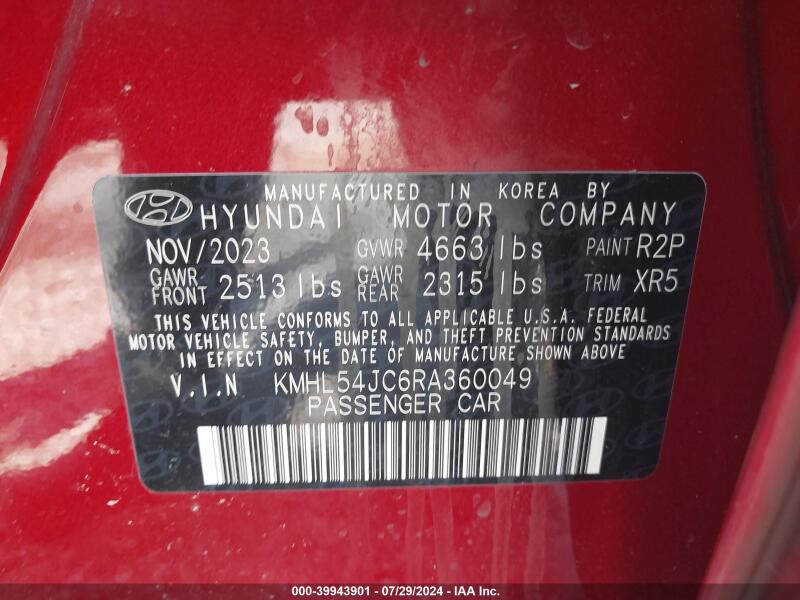 MANUFACTURED IN KOREA BY
HYUNDAI MOTOR COMPANY
NOV/2023 GVWR 4663 lbs PAINT R2P
GAWR FRONT 2513 lbs GAWR REAR 2315 lbs TRIM XR5
THIS VEHICLE CONFORMS TO ALL APPLICABLE U.S.A. FEDERAL
MOTOR VEHICLE SAFETY, BUMPER, AND THEFT PREVENTION STANDARDS
IN EFFECT ON THE DATE OF MANUFACTURE SHOWN ABOVE
V.I.N KMHL54JC6RA360049
PASSENGER CAR
000-39943901 - 07/29/2024 - IAA Inc.